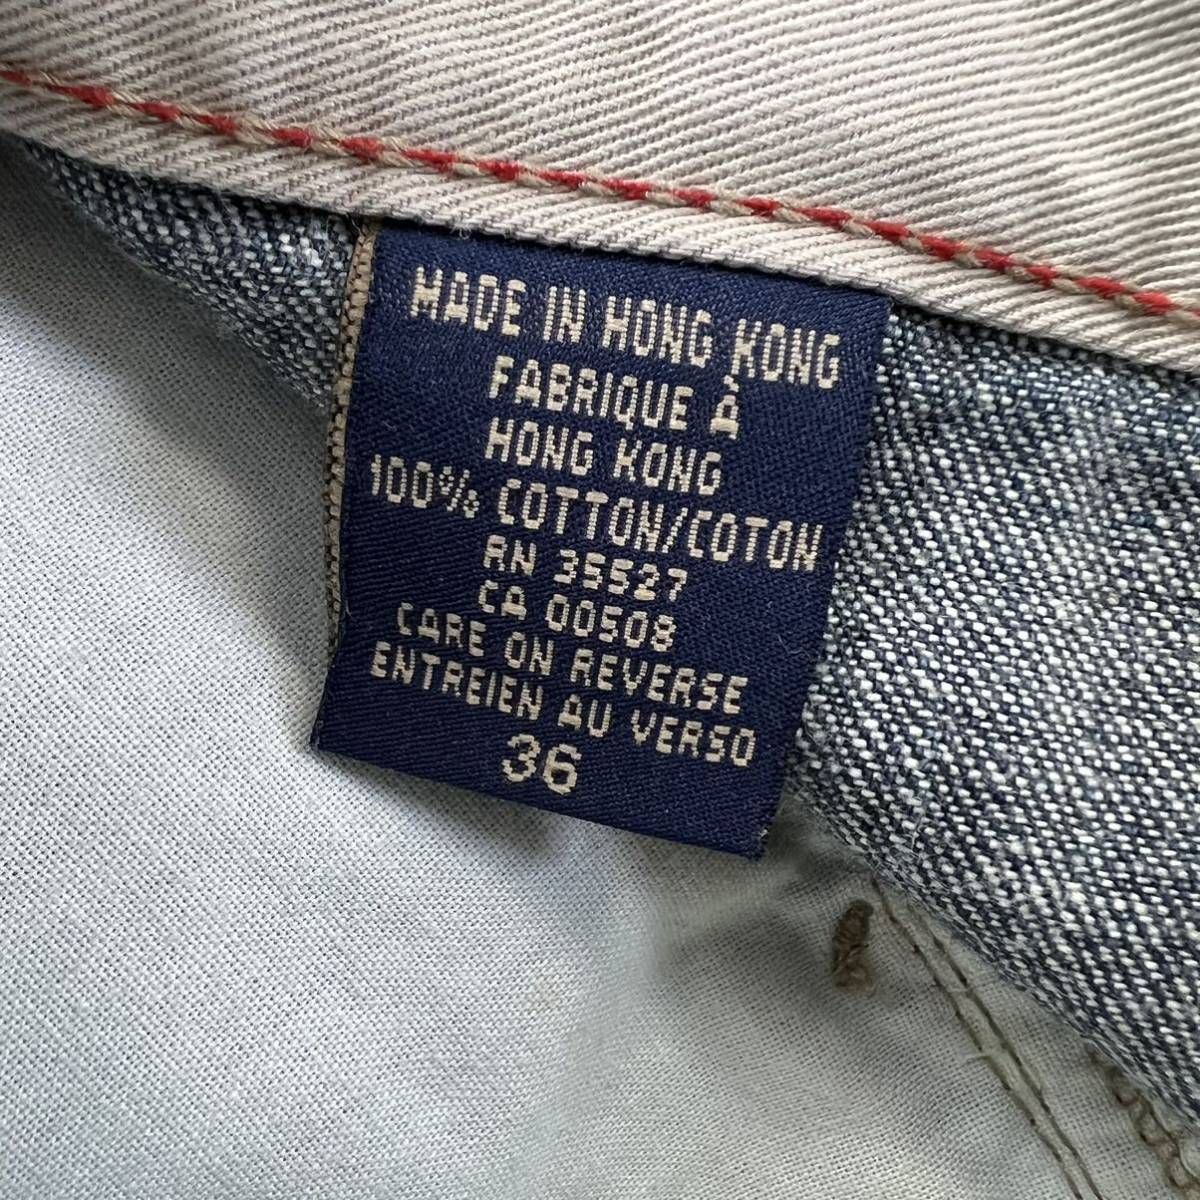 MADE IN HONG KONG
FABRIQUE À
HONG KONG
100% COTTON/COTON
RN 35527
CA 00508
CARE ON REVERSE
ENTREIEN AU VERSO
36